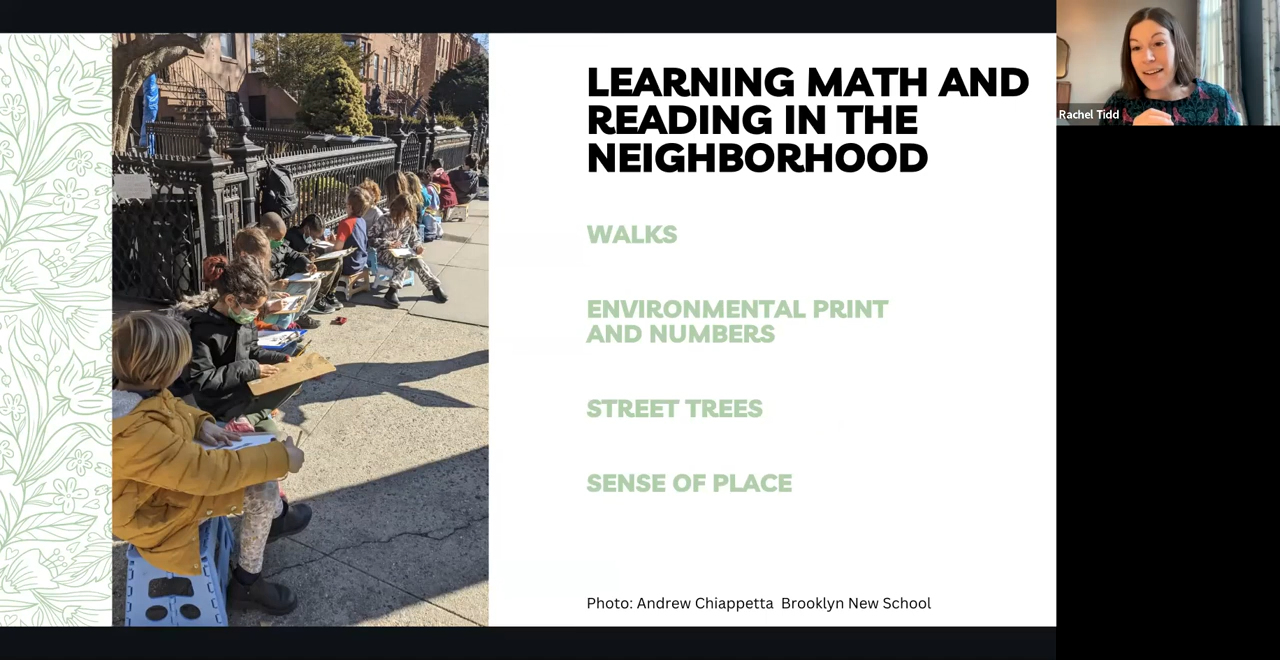 LEARNING MATH AND
READING IN THE
NEIGHBORHOOD
WALKS
ENVIRONMENTAL PRINT
AND NUMBERS
STREET TREES
SENSE OF PLACE
Photo: Andrew Chiappetta Brooklyn New School
Rachel Tidd